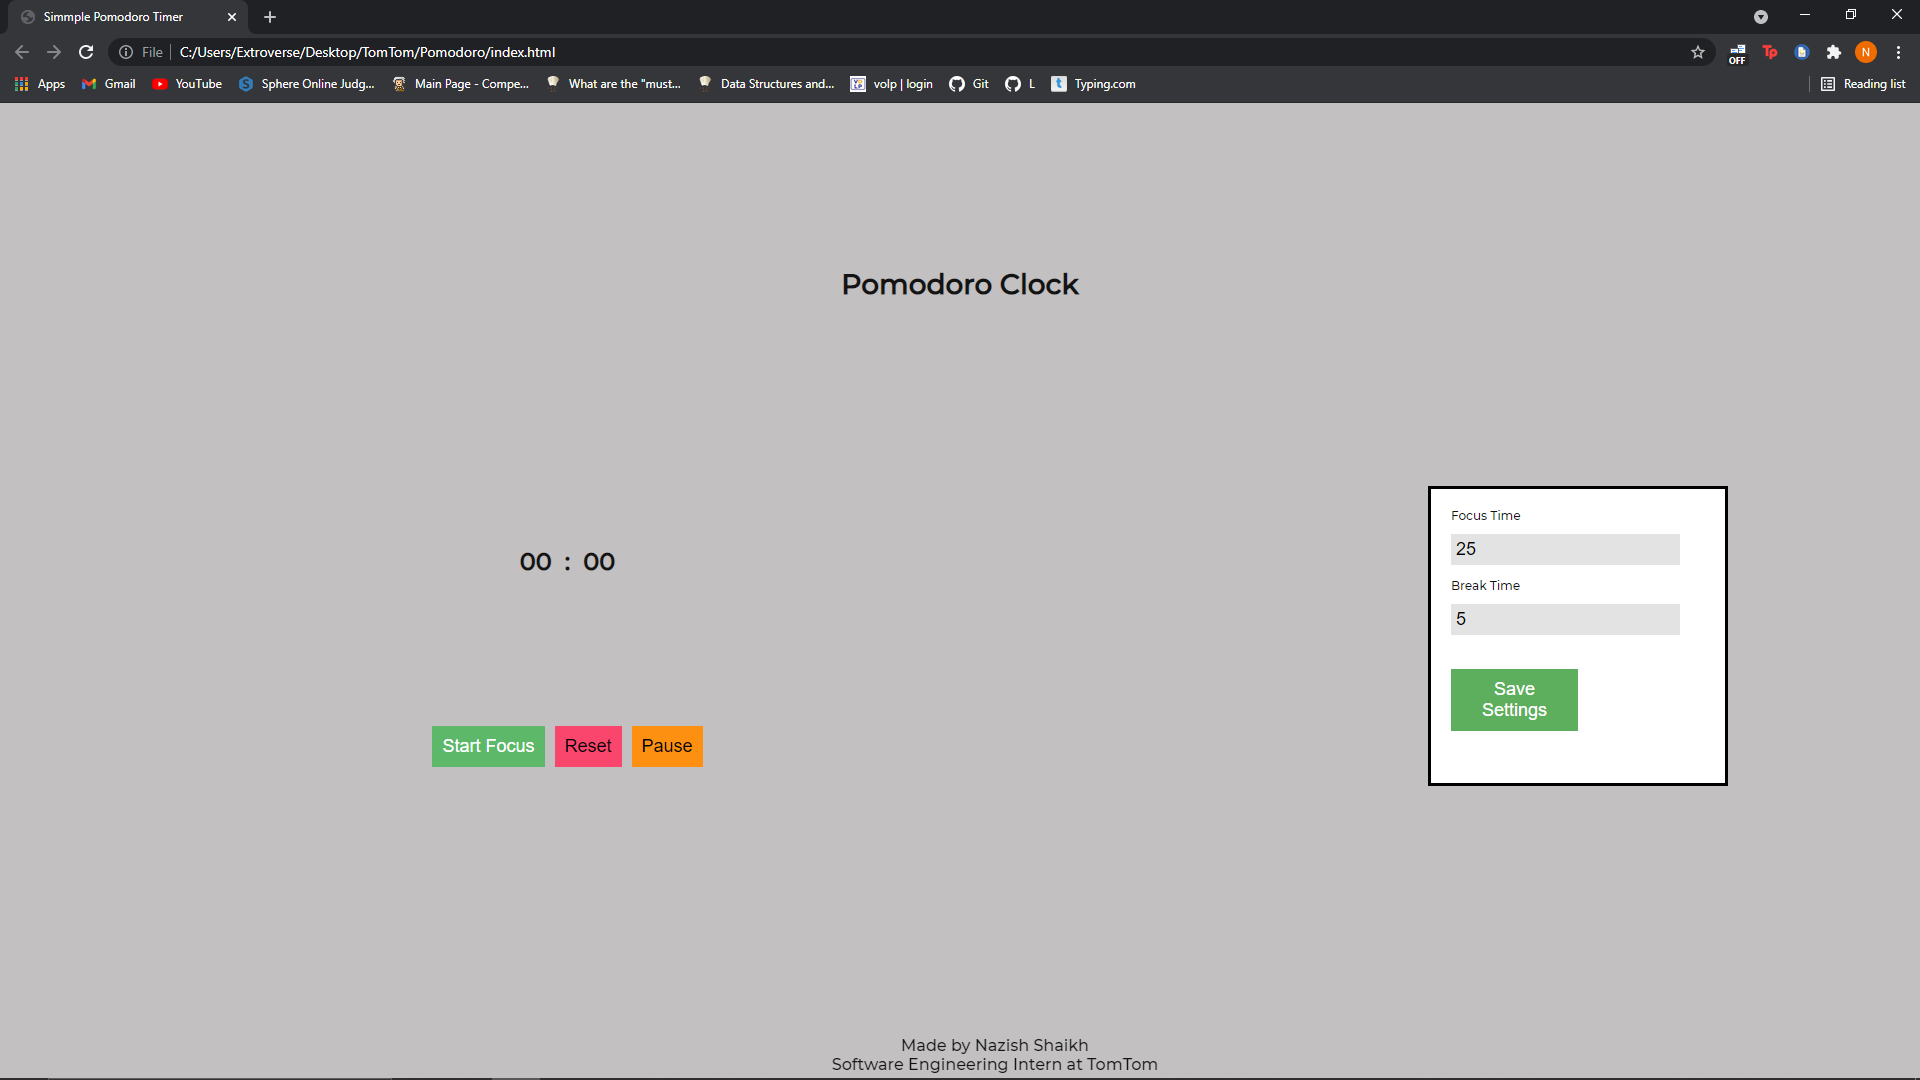 Simmple Pomodoro Timer
File
C:/Users/Extroverse/Desktop/TomTom/Pomodoro/index.html
OFF
Tp
N
Apps
Gmail
YouTube
Sphere Online Judg...
Main Page - Compe...
What are the "must...
Data Structures and...
volp | login
Git
L
Typing.com
Reading list
Pomodoro Clock
00 : 00
Start Focus
Reset
Pause
Focus Time
25
Break Time
5
Save
Settings
Made by Nazish Shaikh
Software Engineering Intern at TomTom